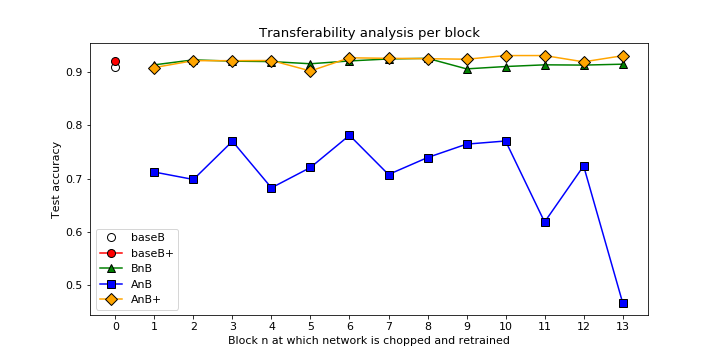 Transferability analysis per block
Test accuracy
0.9
0.8
0.7
0.6
0.5
baseB
baseB+
BnB
AnB
AnB+
0 1 2 3 4 5 6 7 8 9 10 11 12 13
Block n at which network is chopped and retrained